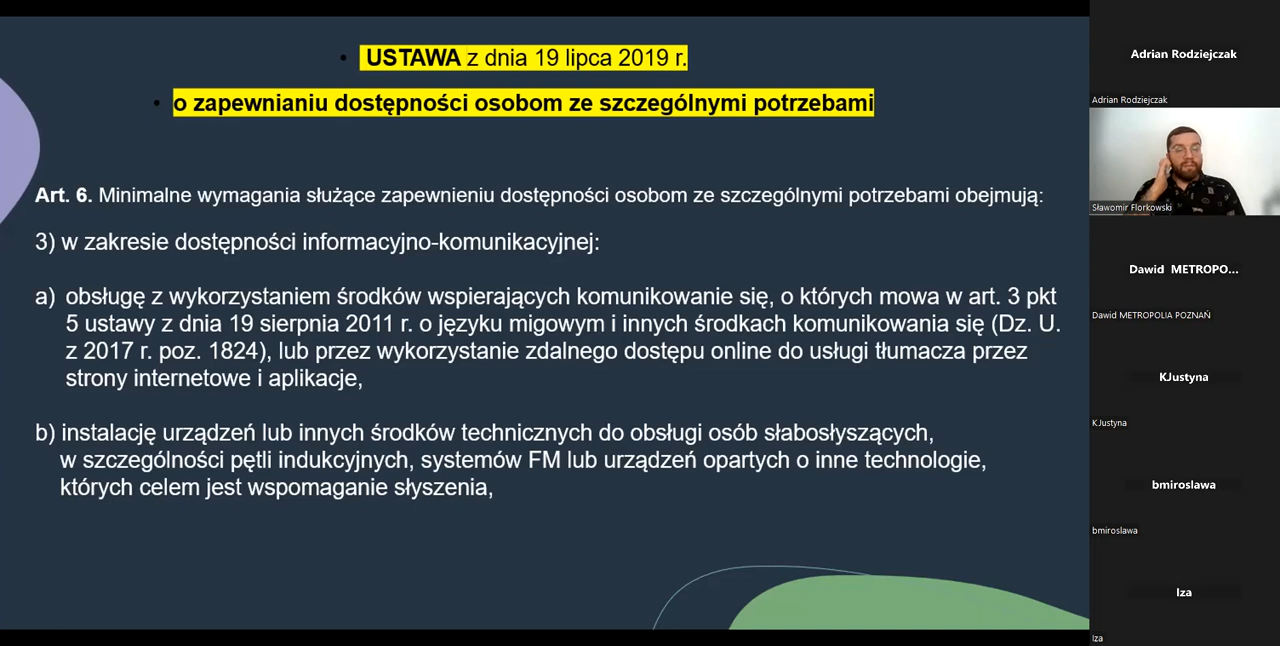 • USTAWA z dnia 19 lipca 2019 r.
• o zapewnianiu dostępności osobom ze szczególnymi potrzebami
Art. 6. Minimalne wymagania służące zapewnieniu dostępności osobom ze szczególnymi potrzebami obejmują:
3) w zakresie dostępności informacyjno-komunikacyjnej:
a) obsługę z wykorzystaniem środków wspierających komunikowanie się, o których mowa w art. 3 pkt
5 ustawy z dnia 19 sierpnia 2011 r. o języku migowym i innych środkach komunikowania się (Dz. U.
z 2017 r. poz. 1824), lub przez wykorzystanie zdalnego dostępu online do usługi tłumacza przez
strony internetowe i aplikacje,
b) instalację urządzeń lub innych środków technicznych do obsługi osób słabosłyszących,
w szczególności pętli indukcyjnych, systemów FM lub urządzeń opartych o inne technologie,
których celem jest wspomaganie słyszenia,
Adrian Rodziejczak
Adrian Rodziejczak
Sławomir Florkowski
Dawid METROPO...
Dawid METROPOLIA POZNAŃ
KJustyna
KJustyna
bmiroslawa
bmiroslawa
Iza
Iza